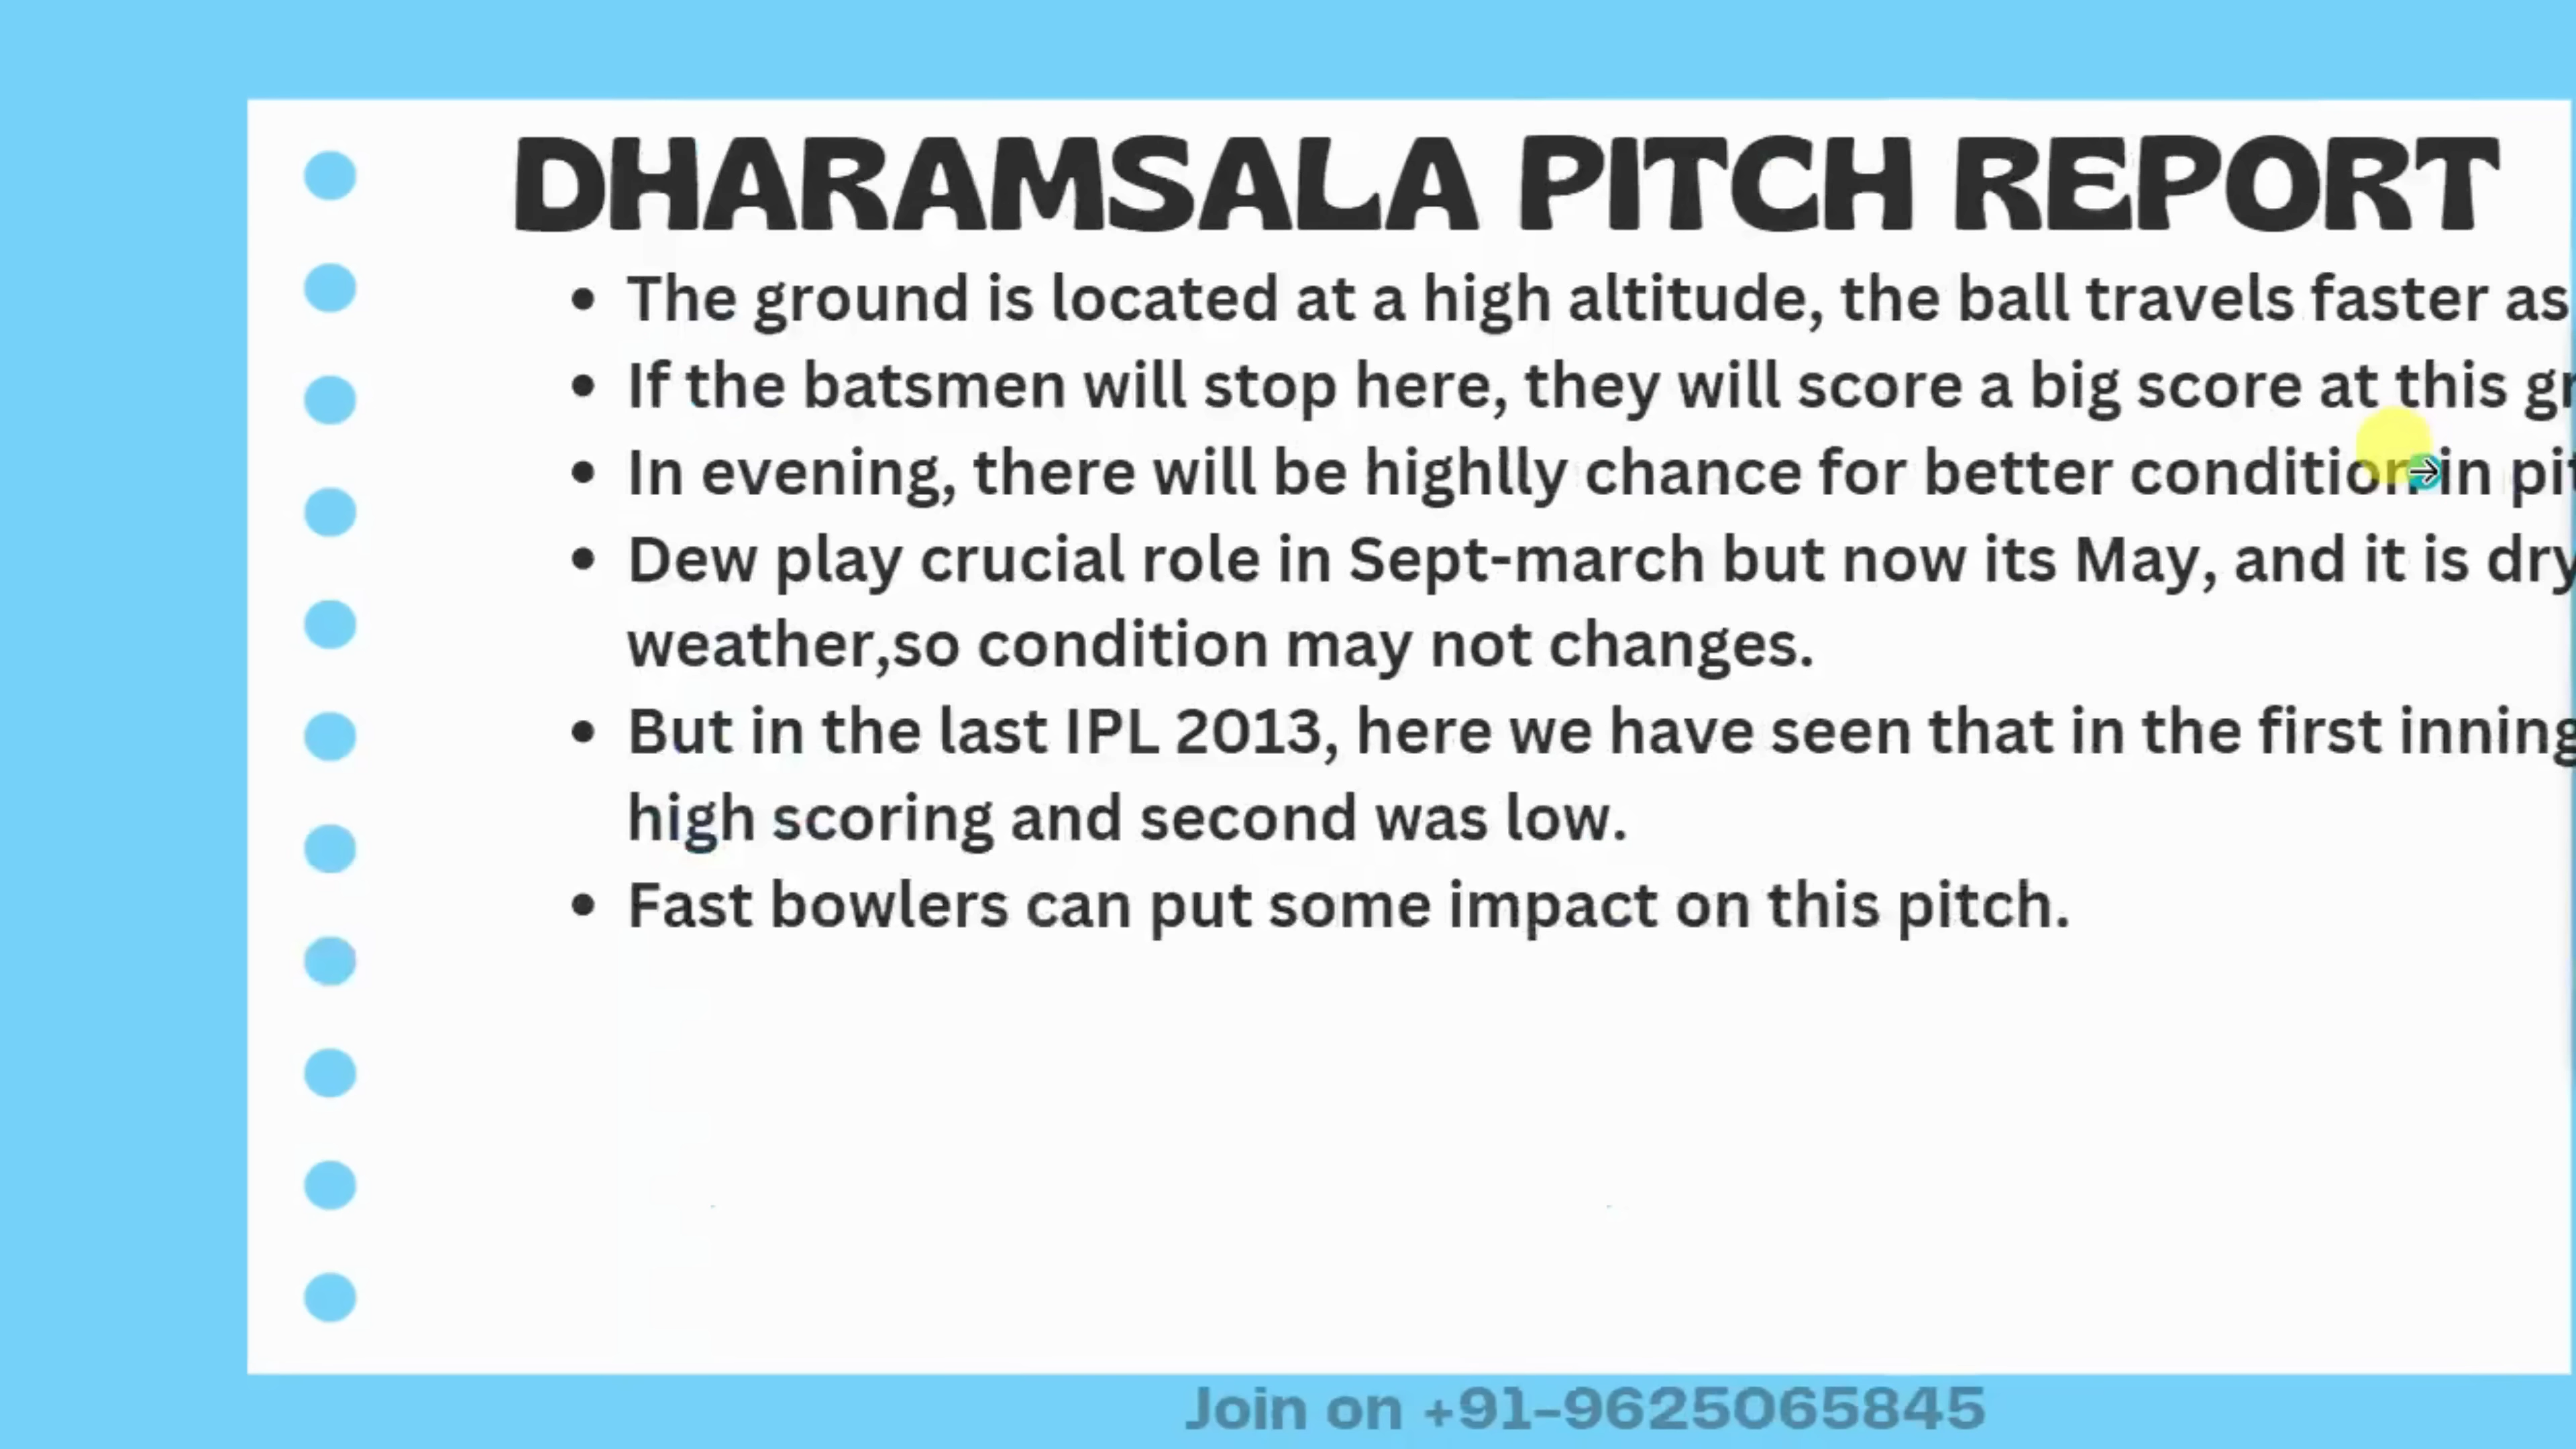 DHARAMSALA PITCH REPORT
• The ground is located at a high altitude, the ball travels faster as
• If the batsmen will stop here, they will score a big score at this
• In evening, there will be highlly chance for better condition in
• Dew play crucial role in Sept-march but now its May, and it is dry
weather,so condition may not changes.
• But in the last IPL 2013, here we have seen that in the first
high scoring and second was low.
• Fast bowlers can put some impact on this pitch.
Join on +91-9625065845